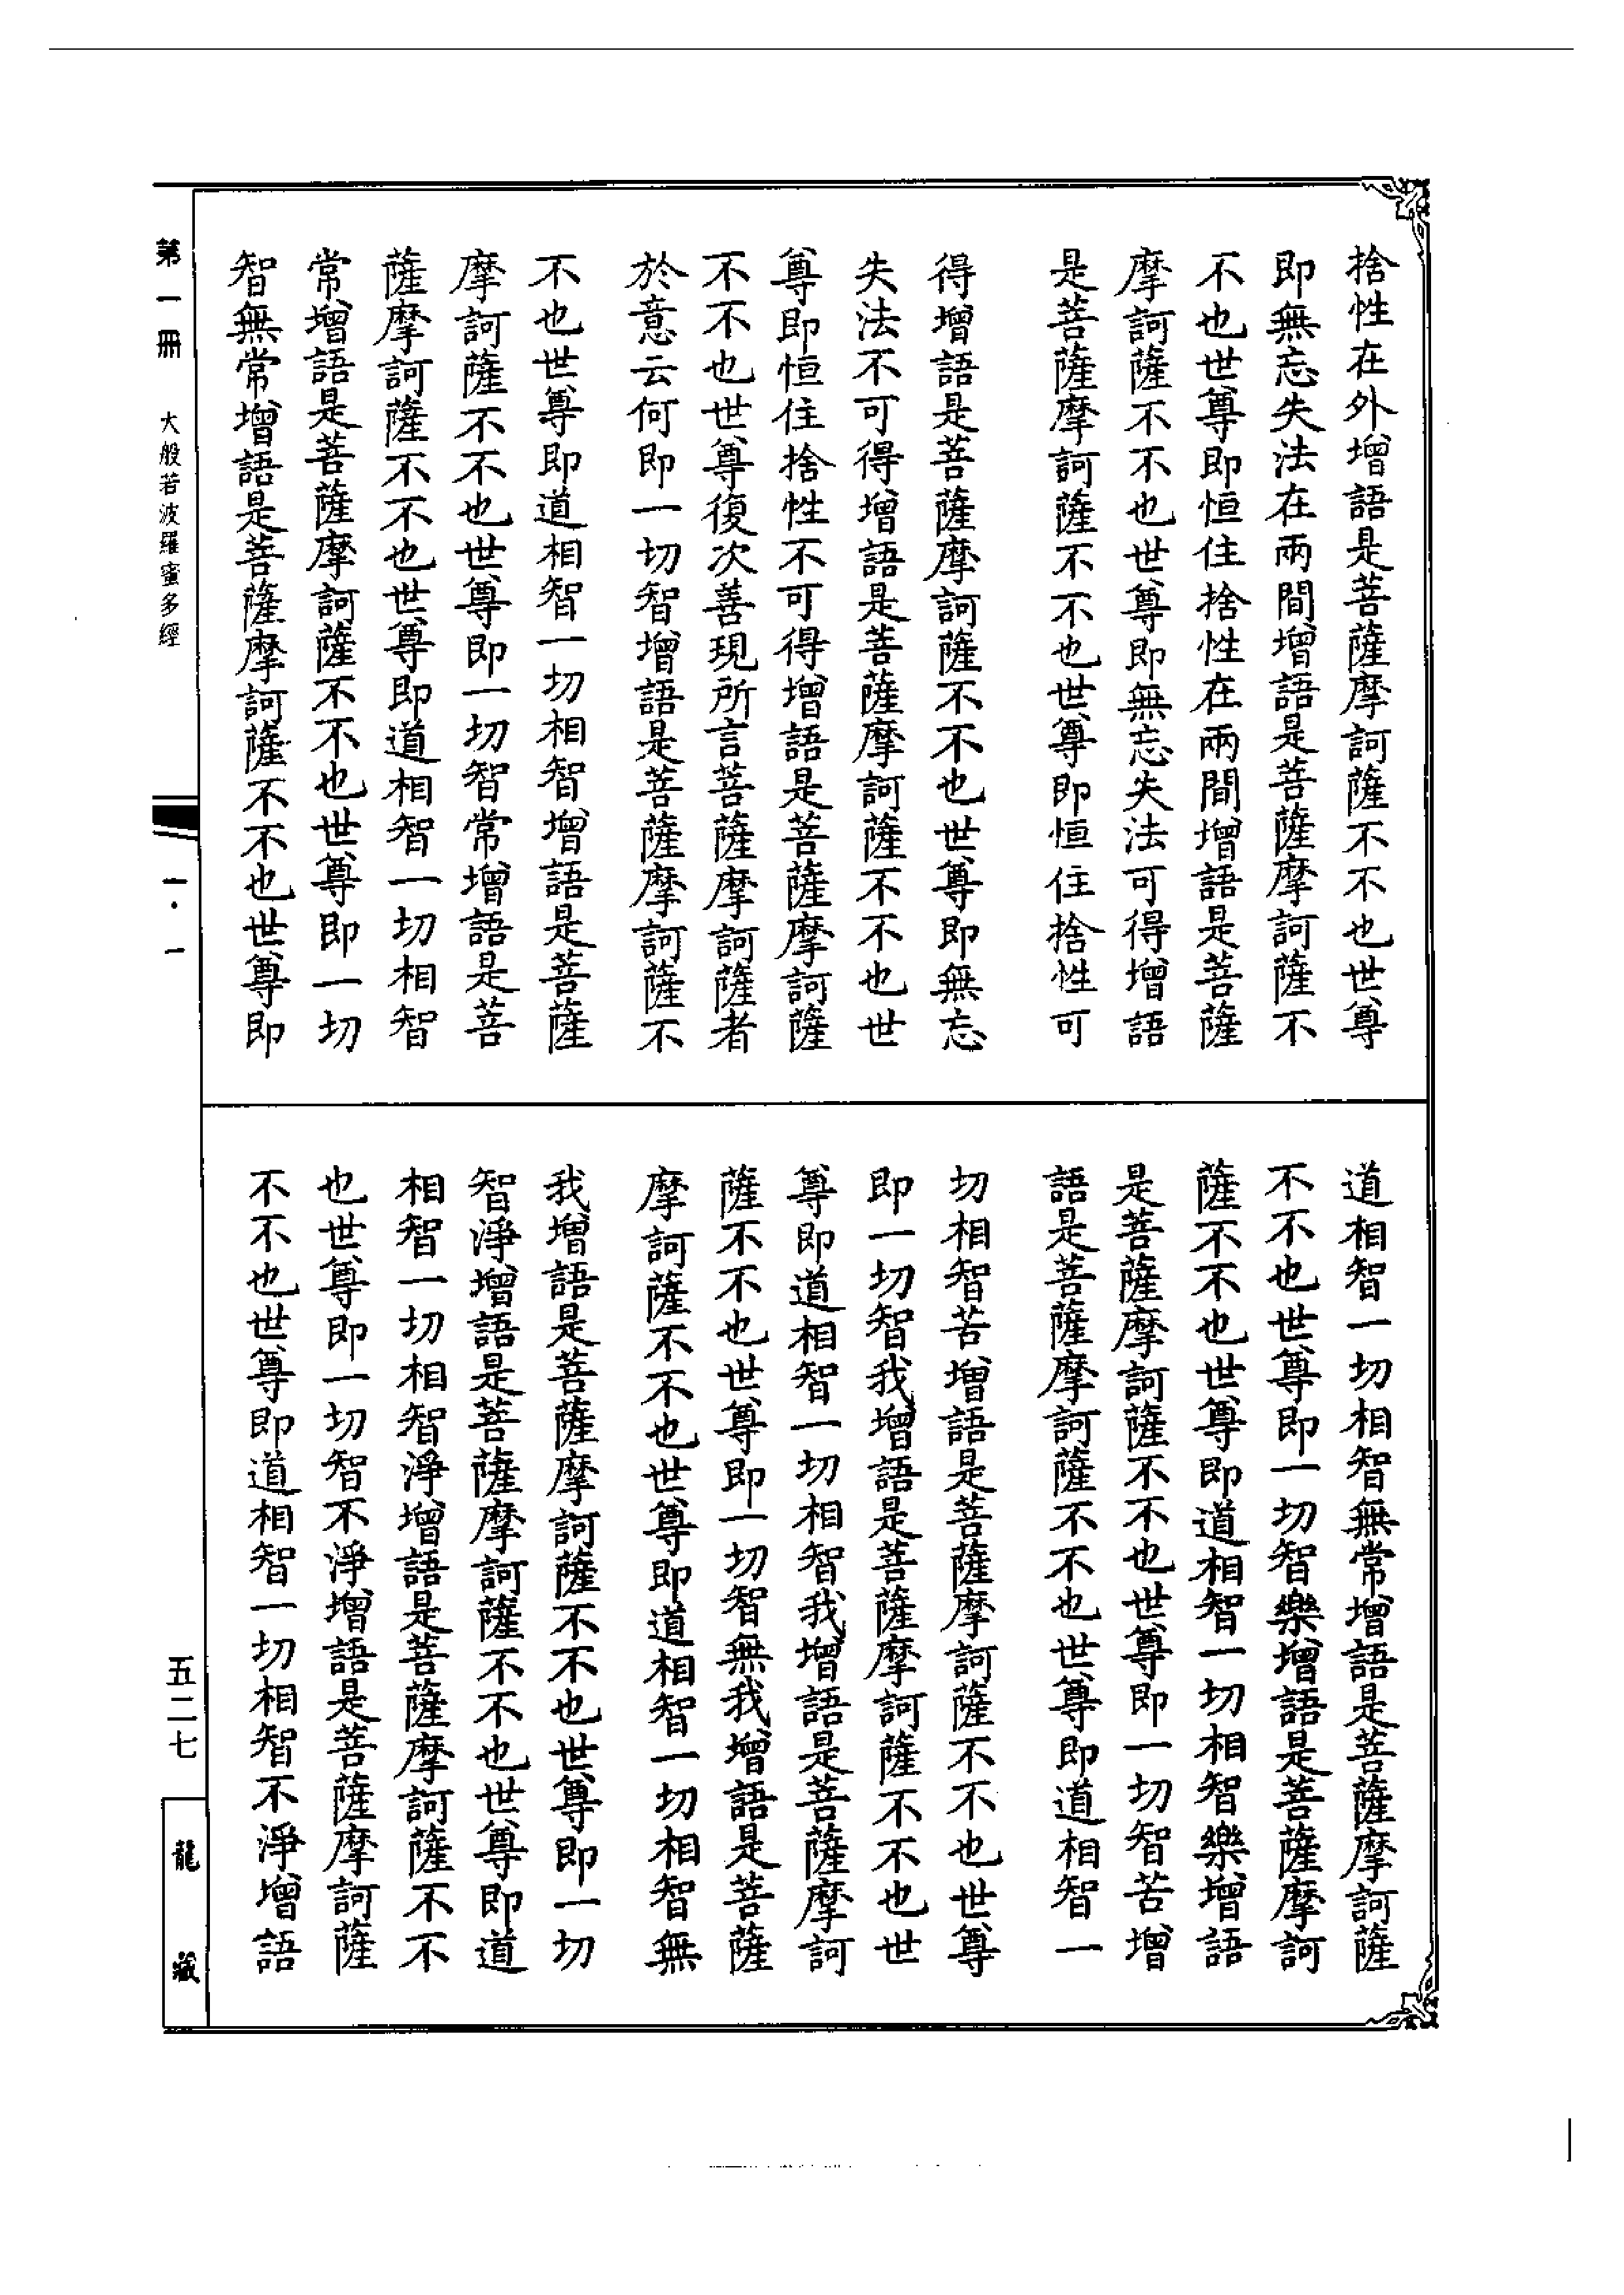 捨性在外增語是菩薩摩訶薩不不也世尊
即無忘失法在兩間增語是菩薩摩訶薩不
不也世尊即恒住捨性在兩間增語是菩薩
摩訶薩不不也世尊即無忘失法可得增語
是菩薩摩訶薩不不也世尊即恒住捨性可
得增語是菩薩摩訶薩不不也世尊即無忘
失法不可得增語是菩薩摩訶薩不不也世
尊即恒住捨性不可得增語是菩薩摩訶薩
不不也世尊復次善現所言菩薩摩訶薩者
於意云何即一切智增語是菩薩摩訶薩不
不也世尊即道相智一切相智增語是菩薩
摩訶薩不不也世尊即一切智常增語是菩
薩摩訶薩不不也世尊即道相智一切相智
常增語是菩薩摩訶薩不不也世尊即一切
智無常增語是菩薩摩訶薩不不也世尊即
道相智一切相智無常增語是菩薩摩訶薩
不不也世尊即一切智樂增語是菩薩摩訶
薩不不也世尊即道相智一切相智樂增語
是菩薩摩訶薩不不也世尊即一切智苦增
語是菩薩摩訶薩不不也世尊即道相智一
切相智苦增語是菩薩摩訶薩不不也世尊
即一切智我增語是菩薩摩訶薩不不也世
尊即道相智一切相智我增語是菩薩摩訶
薩不不也世尊即一切智無我增語是菩薩
摩訶薩不不也世尊即道相智一切相智無
我增語是菩薩摩訶薩不不也世尊即一切
智淨增語是菩薩摩訶薩不不也世尊即道
相智一切相智淨增語是菩薩摩訶薩不不
也世尊即一切智不淨增語是菩薩摩訶薩
不不也世尊即道相智一切相智不淨增語
第一冊 大般若波羅蜜多經
一·一
五二七
龍藏